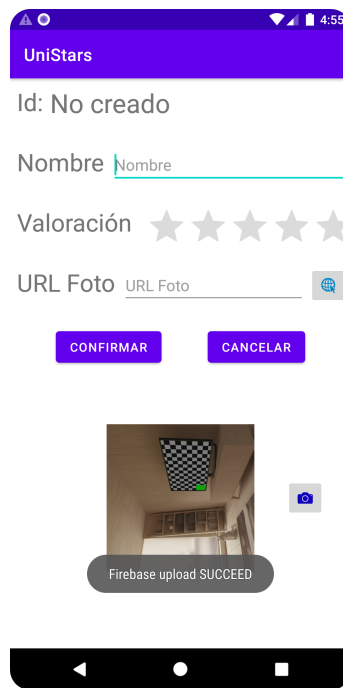 4:55
UniStars
Id: No creado
Nombre Nombre
Valoración
URL Foto URL Foto
CONFIRMAR CANCELAR
Firebase upload SUCCEED